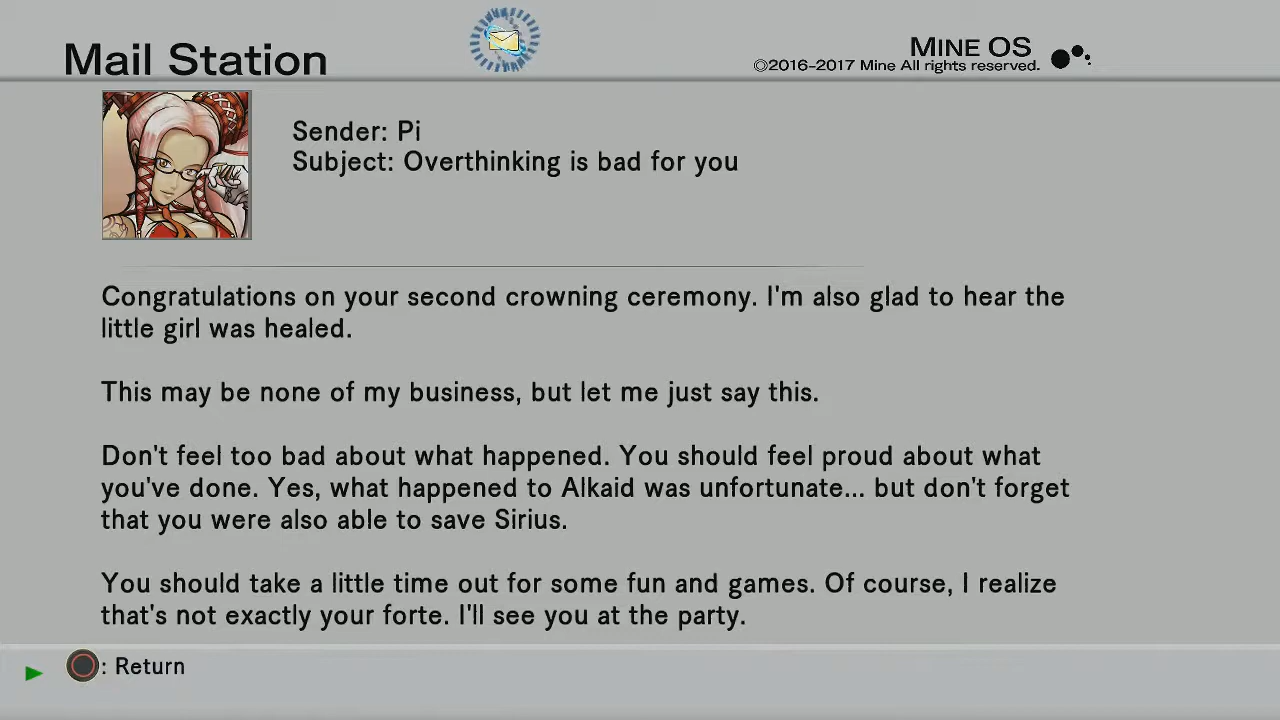 Mail Station
MINE OS
©2016-2017 Mine All rights reserved.
Sender: Pi
Subject: Overthinking is bad for you
Congratulations on your second crowning ceremony. I'm also glad to hear the
little girl was healed.
This may be none of my business, but let me just say this.
Don't feel too bad about what happened. You should feel proud about what
you've done. Yes, what happened to Alkaid was unfortunate... but don't forget
that you were also able to save Sirius.
You should take a little time out for some fun and games. Of course, I realize
that's not exactly your forte. I'll see you at the party.
: Return